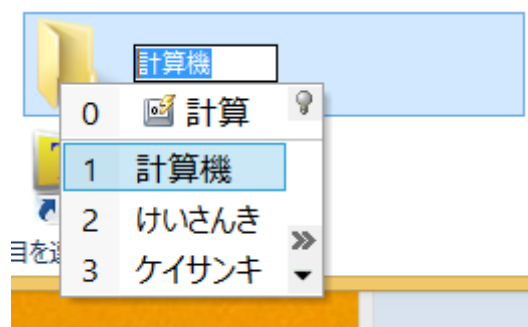 計算機
0 計算
1 計算機
2 けいさんき
3 ケイサンキ
目を